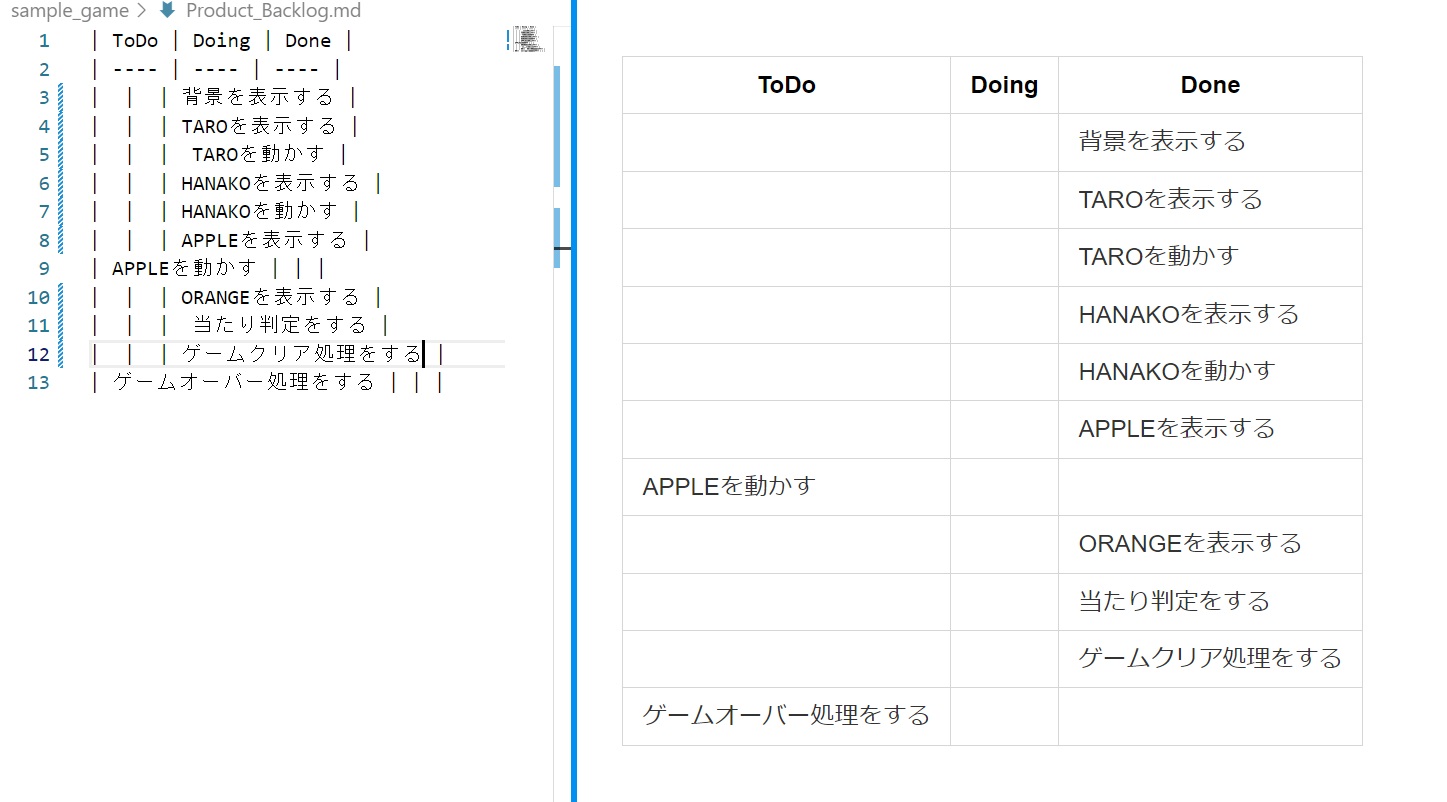 sample_game > Product_Backlog.md
1 | ToDo | Doing | Done |
2 | ---- | ---- | ---- |
3 | | | 背景を表示する |
4 | | | TAROを表示する |
5 | | | TAROを動かす |
6 | | | HANAKOを表示する |
7 | | | HANAKOを動かす |
8 | | | APPLEを表示する |
9 | APPLEを動かす | | |
10 | | | ORANGEを表示する |
11 | | | 当たり判定をする |
12 | | | ゲームクリア処理をする |
13 | ゲームオーバー処理をする | | |
ToDo Doing Done
背景を表示する
TAROを表示する
TAROを動かす
HANAKOを表示する
HANAKOを動かす
APPLEを表示する
APPLEを動かす
ORANGEを表示する
当たり判定をする
ゲームクリア処理をする
ゲームオーバー処理をする